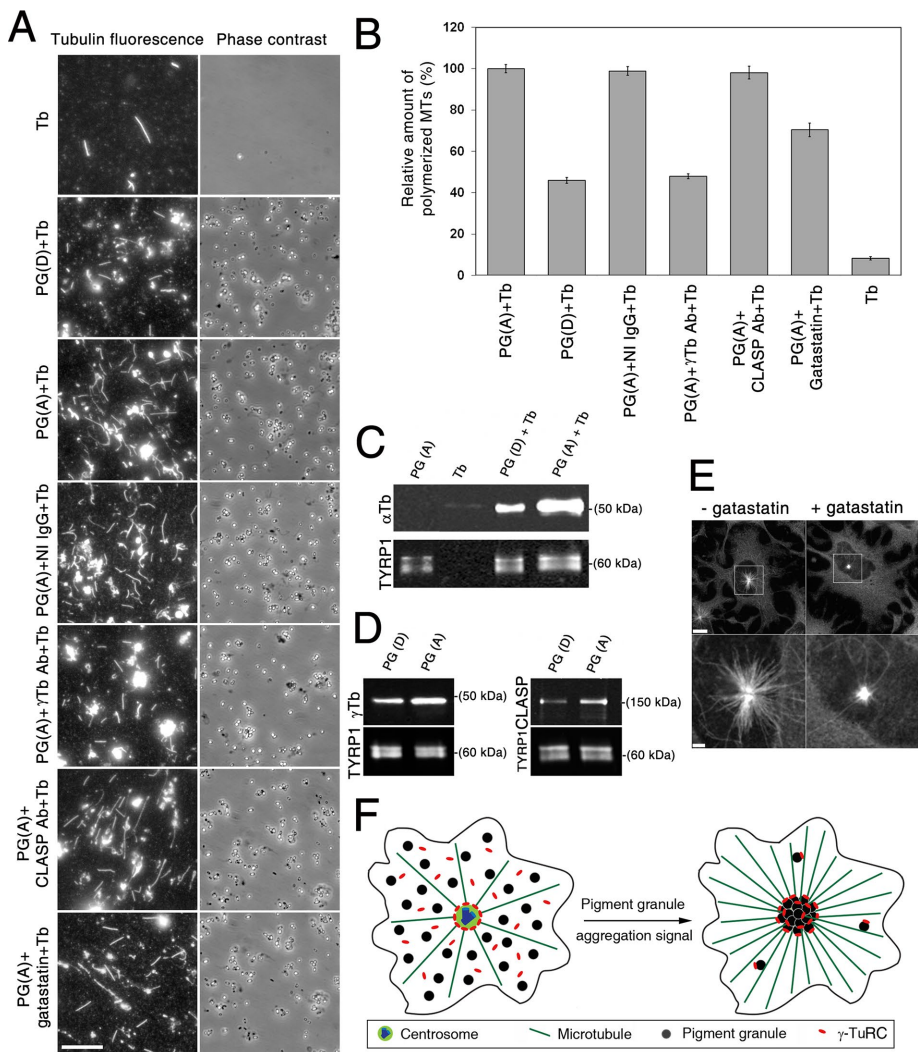 A
Tubulin fluorescence
Phase contrast
Tb
PG(D)+Tb
PG(A)+Tb
PG(A)+NI IgG+Tb
PG(A)+γTb Ab+Tb
PG(A)+
CLASP Ab+Tb
PG(A)+
gatastatin+Tb
B
Relative amount of
polymerized MTs (%)
120
100
80
60
40
20
0
PG(A)+Tb
PG(D)+Tb
PG(A)+NI IgG+Tb
PG(A)+γTb Ab+Tb
PG(A)+
CLASP Ab+Tb
PG(A)+
Gatastatin+Tb
Tb
C
PG (A)
Tb
PG (D) + Tb
PG (A) + Tb
αTb
-(50 kDa)
TYRP1
-(60 kDa)
D
PG (D)
PG (A)
γTb
-(50 kDa)
TYRP1
-(60 kDa)
PG (D)
PG (A)
CLASP
-(150 kDa)
TYRP1
-(60 kDa)
E
- gatastatin
+ gatastatin
F
Pigment granule
aggregation signal
Centrosome
Microtubule
Pigment granule
γ-TuRC